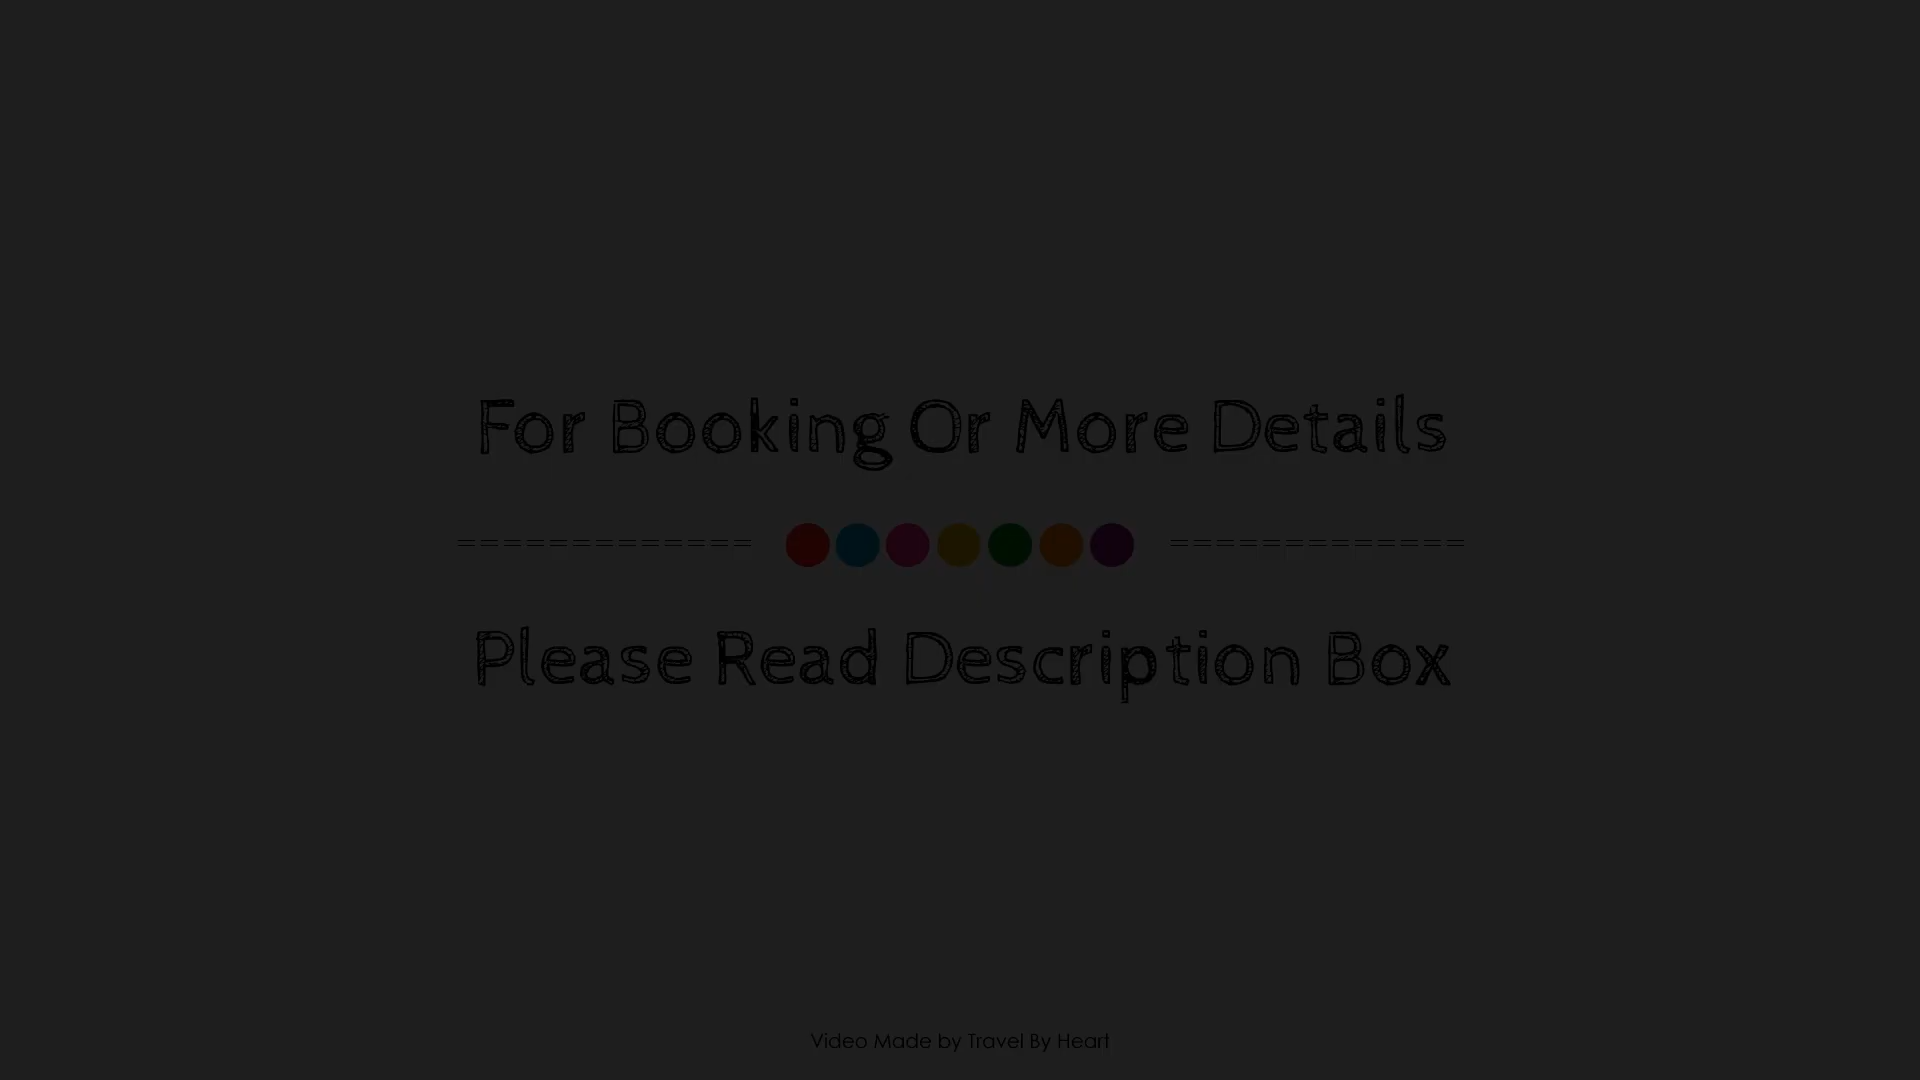 For Booking Or More Details
============= =============
Please Read Description Box
Video Made by Travel By Heart